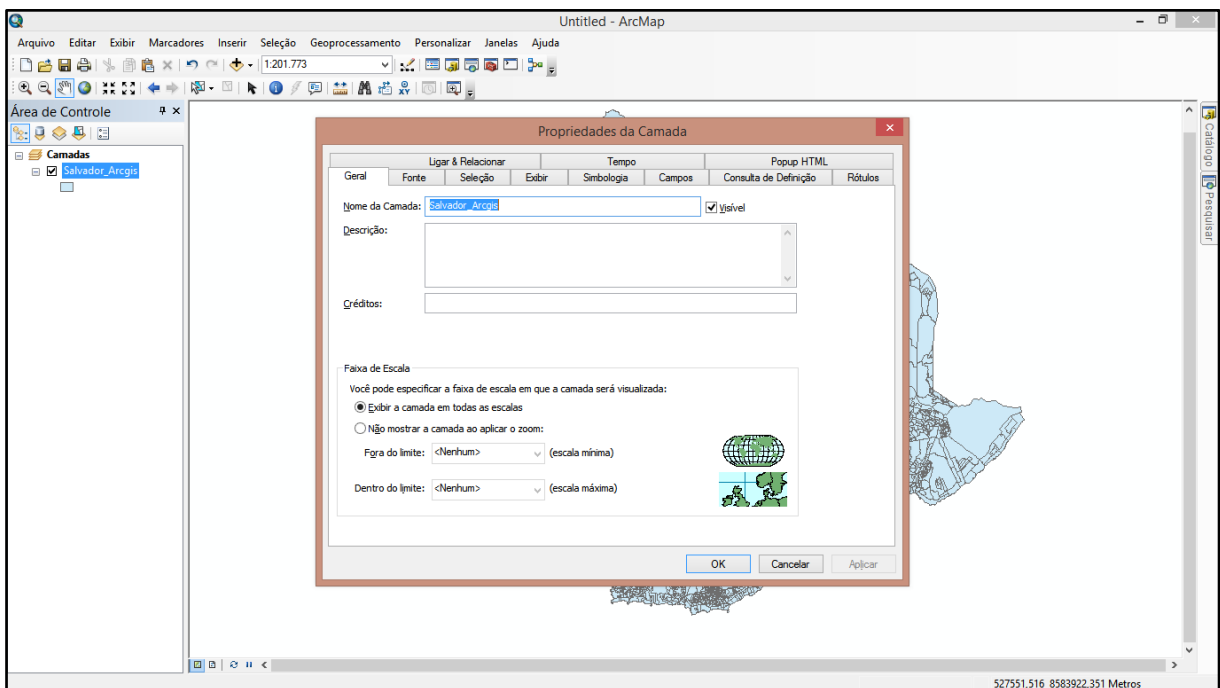 Untitled - ArcMap
Arquivo Editar Exibir Marcadores Inserir Seleção Geoprocessamento Personalizar Janelas Ajuda
1:201.773
Área de Controle
Camadas
Salvador_Arcgis
Propriedades da Camada
Ligar & Relacionar Tempo Popup HTML
Geral Fonte Seleção Exibir Simbologia Campos Consulta de Definição Rótulos
Nome da Camada: Salvador_Arcgis Visível
Descrição:
Créditos:
Faixa de Escala
Você pode especificar a faixa de escala em que a camada será visualizada:
Exibir a camada em todas as escalas
Não mostrar a camada ao aplicar o zoom:
Fora do limite: <Nenhum> (escala mínima)
Dentro do limite: <Nenhum> (escala máxima)
OK Cancelar Aplicar
Catálogo
Pesquisar
527551,516 8583922,351 Metros